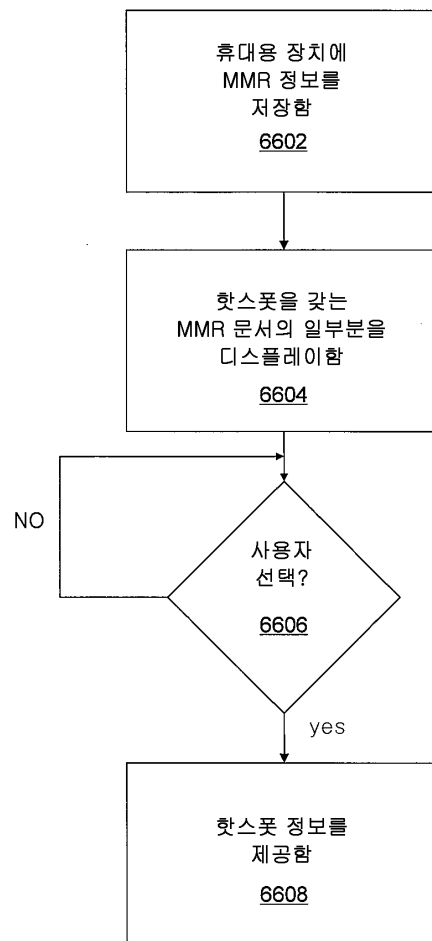 휴대용 장치에
MMR 정보를
저장함
6602
핫스폿을 갖는
MMR 문서의 일부분을
디스플레이함
6604
NO
사용자
선택?
6606
yes
핫스폿 정보를
제공함
6608